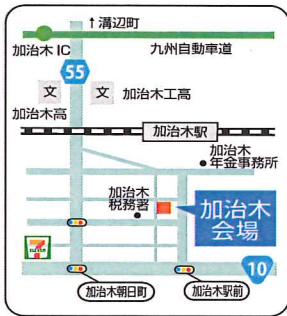 ↑溝辺町
加治木IC
九州自動車道
55
文
文
加治木工高
加治木高
加治木駅
加治木
年金事務所
加治木
税務署
加治木
会場
7
ELEVEN
10
加治木朝日町
加治木駅前